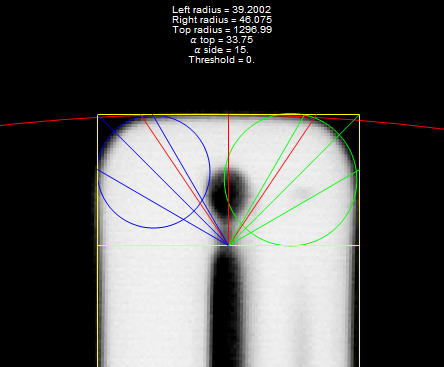 Left radius = 39.2002
Right radius = 46.075
Top radius = 1296.99
α top = 33.75
α side = 15.
Threshold = 0.